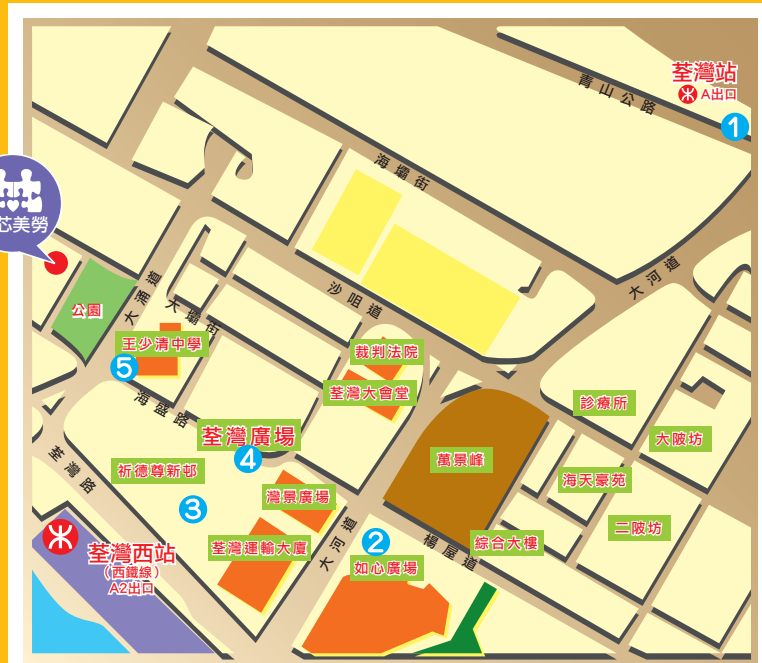 荃灣站
A出口
1
青山公路
海壩街
芯美勞
大河道
沙咀道
大涌道
公園
大壩街
王少清中學
5
裁判法院
荃灣大會堂
海盛路
診療所
荃灣廣場
大陂坊
4
萬景峰
荃灣路
祈德尊新邨
海天豪苑
灣景廣場
3
二陂坊
荃灣西站
(西鐵線)
A2出口
荃灣運輸大廈
大河道
2
楊屋道
綜合大樓
如心廣場